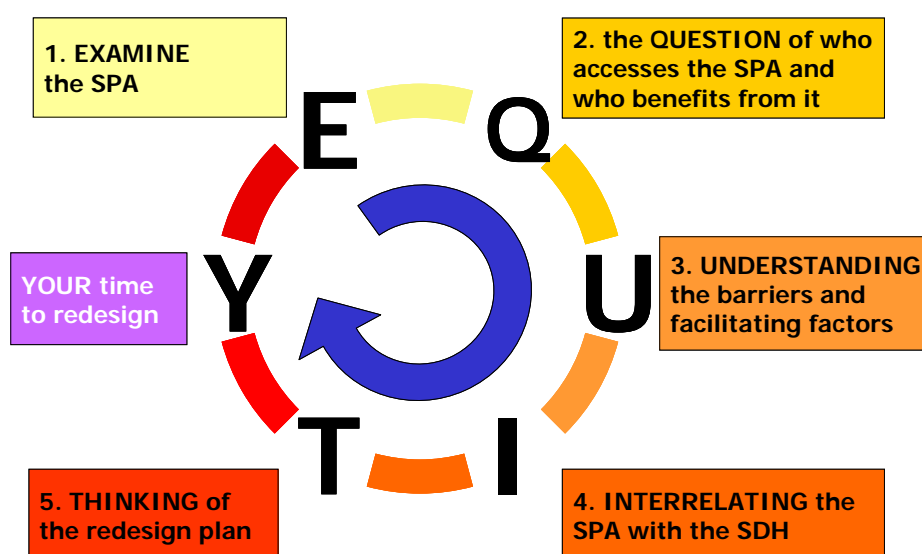 1. EXAMINE
the SPA
2. the QUESTION of who
accesses the SPA and
who benefits from it
E
Q
U
I
T
Y
3. UNDERSTANDING
the barriers and
facilitating factors
4. INTERRELATING the
SPA with the SDH
5. THINKING of
the redesign plan
YOUR time
to redesign